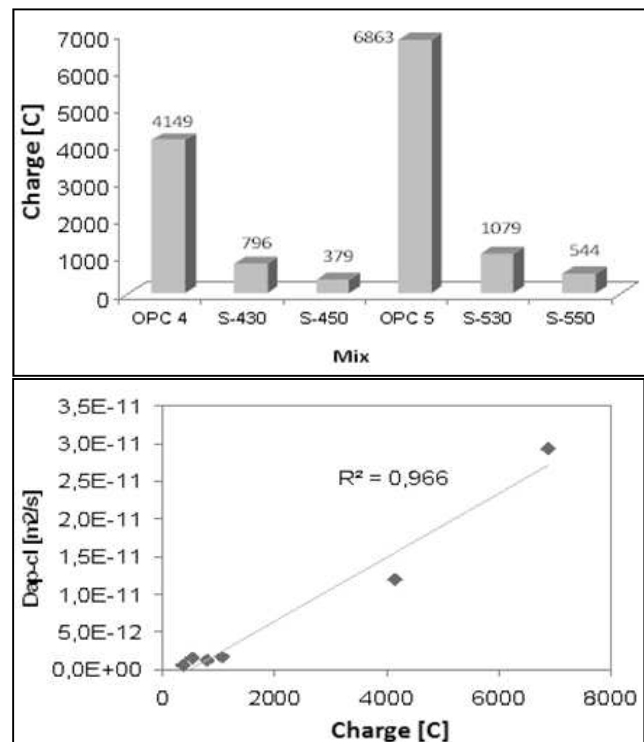 7000
6000
5000
4000
3000
2000
1000
0
Charge [C]
4149
796
379
6863
1079
544
OPC 4 S-430 S-450 OPC 5 S-530 S-550
Mix
3,5E-11
3,0E-11
2,5E-11
2,0E-11
1,5E-11
1,0E-11
5,0E-12
0,0E+00
Dap-cl [m2/s]
R² = 0,966
0 2000 4000 6000 8000
Charge [C]